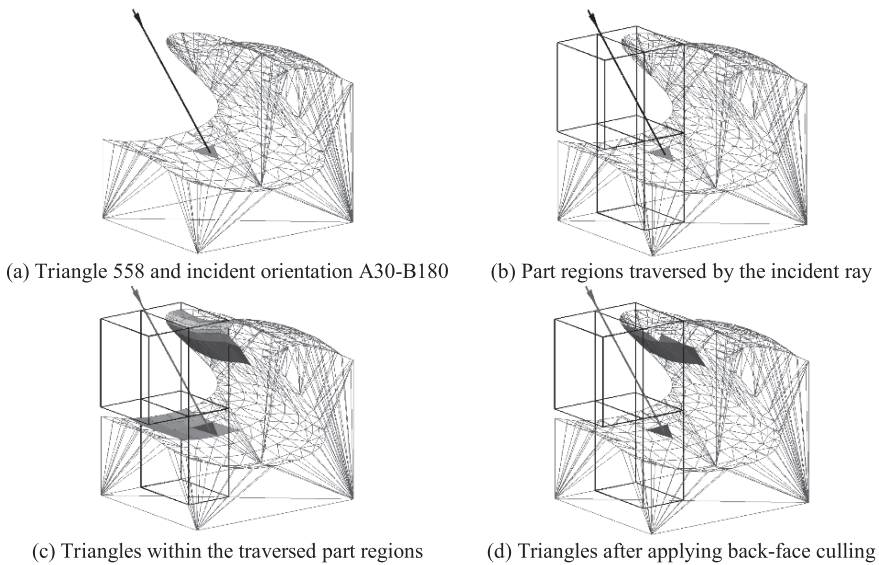 (a) Triangle 558 and incident orientation A30-B180
(b) Part regions traversed by the incident ray
(c) Triangles within the traversed part regions
(d) Triangles after applying back-face culling